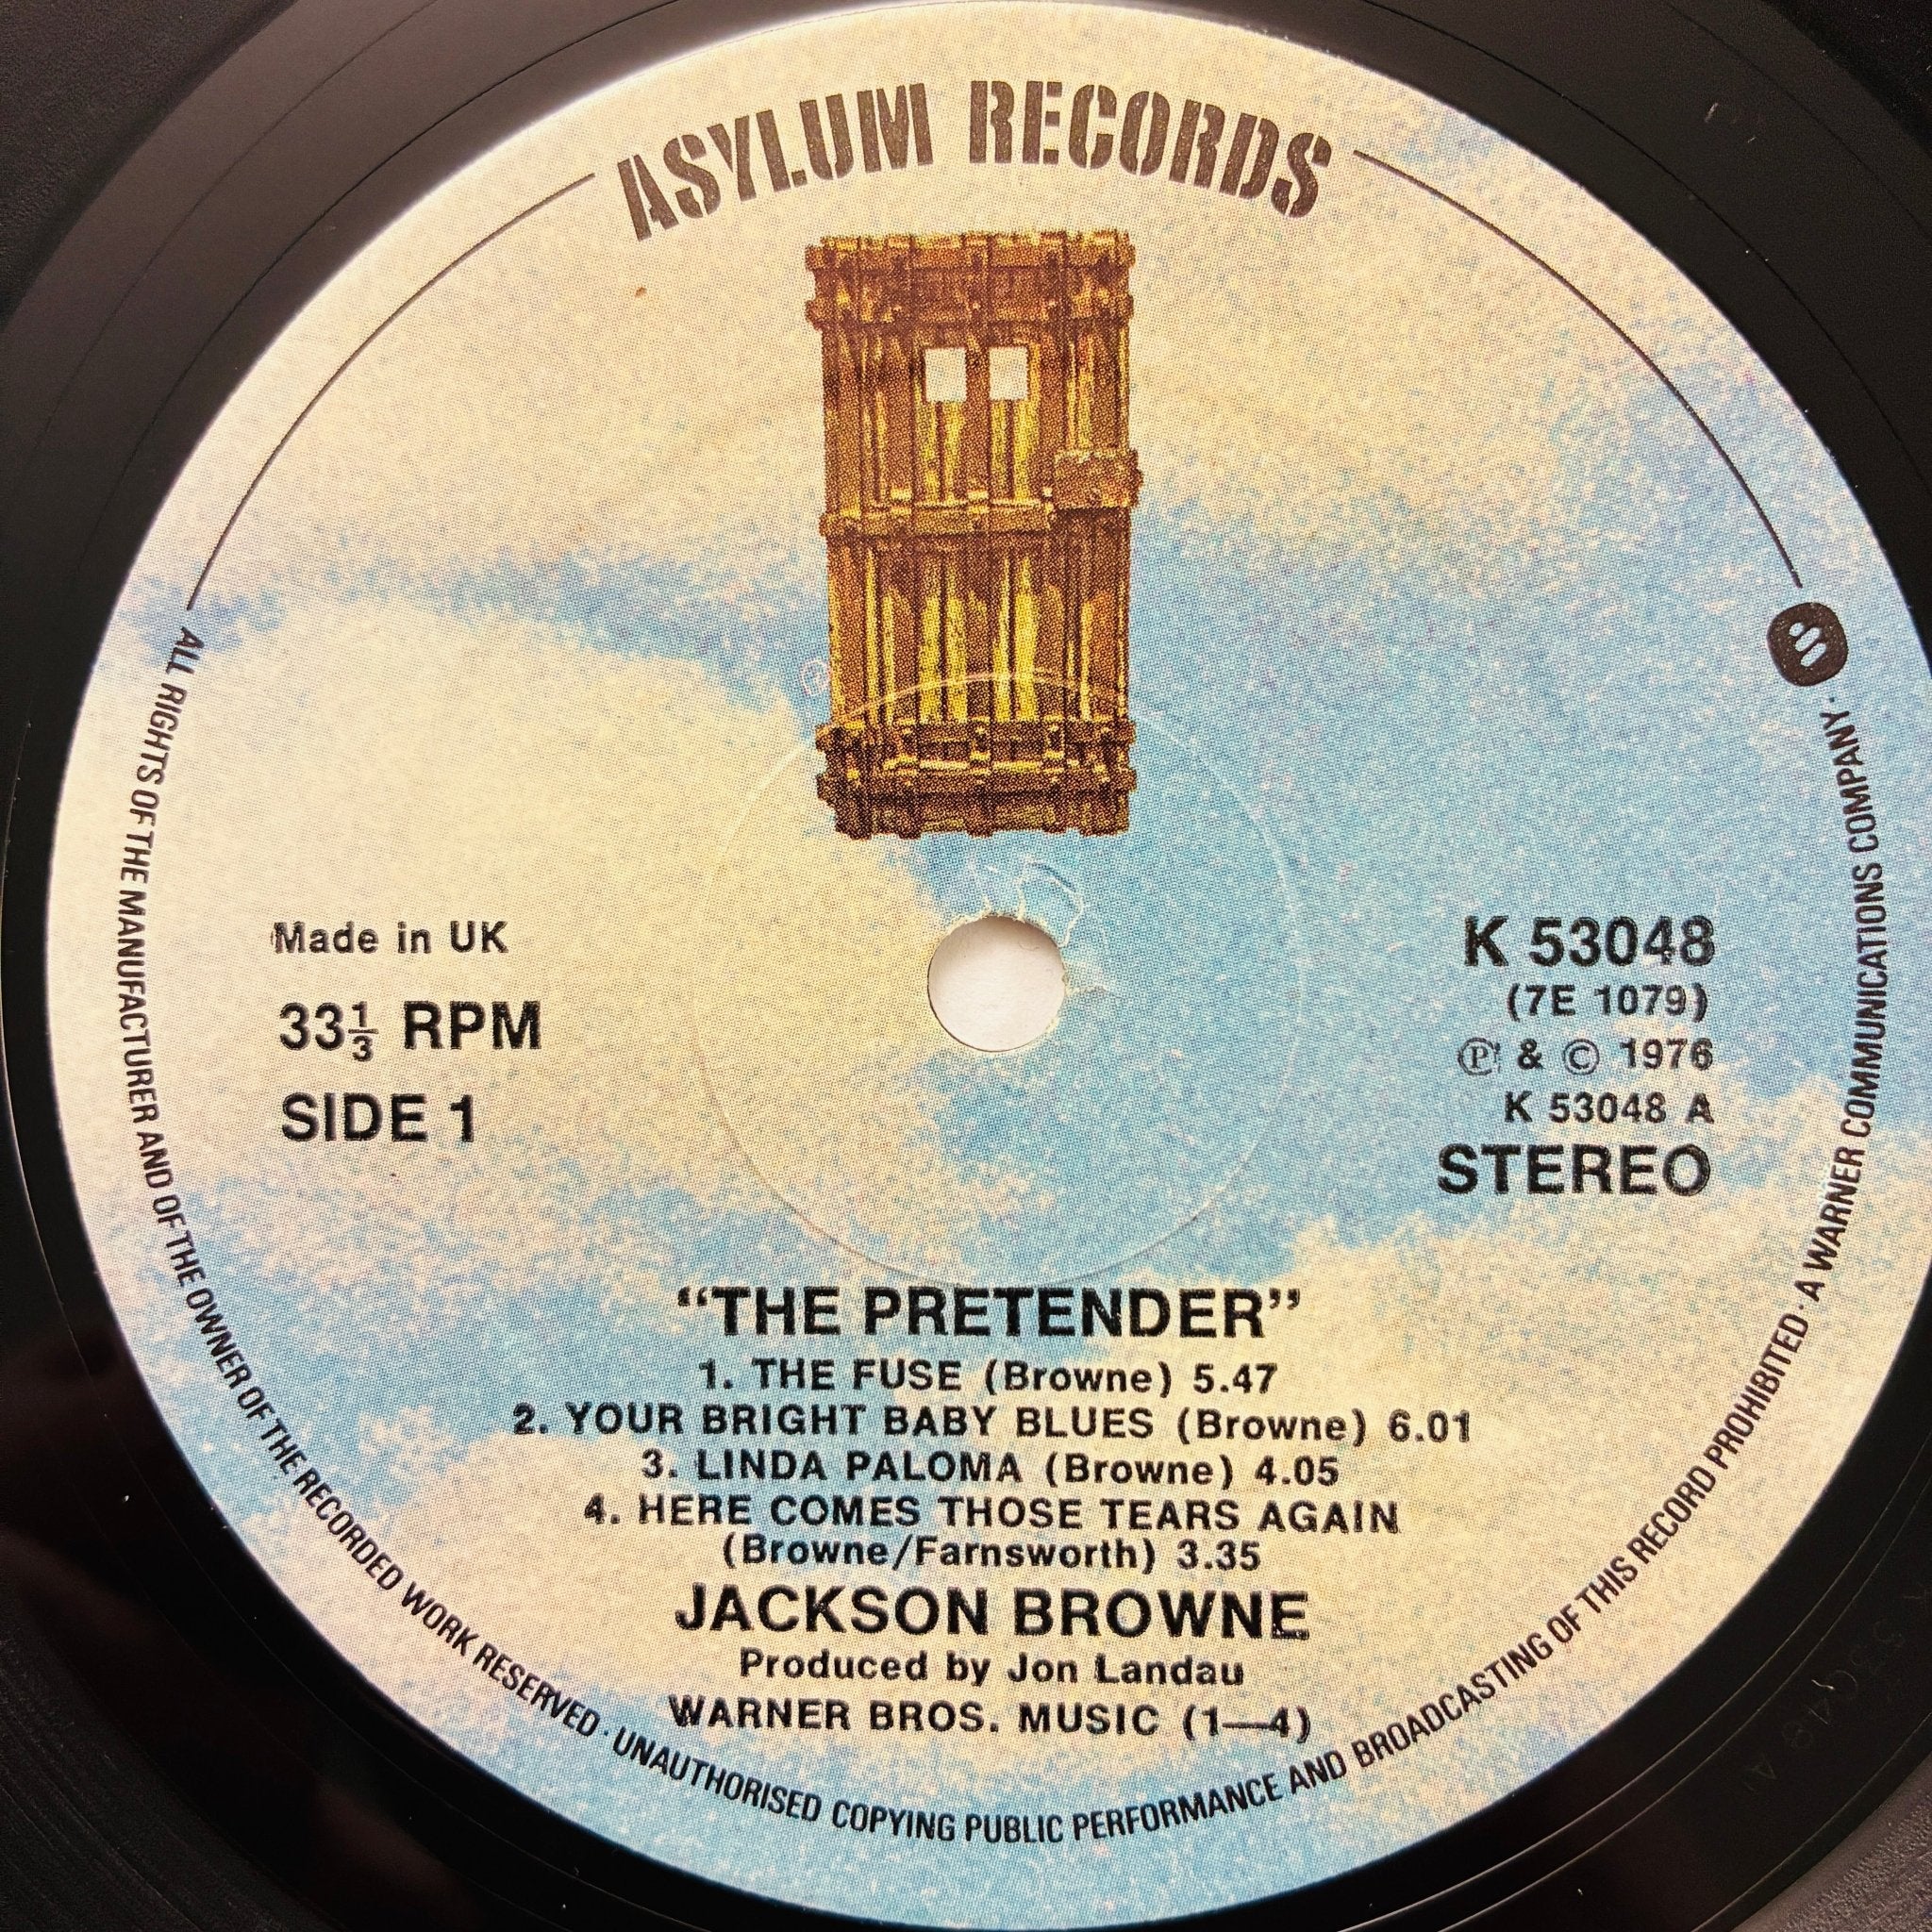 ASYLUM RECORDS
Made in UK
33⅓ RPM
SIDE 1
K 53048
(7E 1079)
℗ & © 1976
K 53048 A
STEREO
“THE PRETENDER”
1. THE FUSE (Browne) 5.47
2. YOUR BRIGHT BABY BLUES (Browne) 6.01
3. LINDA PALOMA (Browne) 4.05
4. HERE COMES THOSE TEARS AGAIN
(Browne/Farnsworth) 3.35
JACKSON BROWNE
Produced by Jon Landau
WARNER BROS. MUSIC (1—4)
ALL RIGHTS OF THE MANUFACTURER AND OF THE OWNER OF THE RECORDED WORK RESERVED · UNAUTHORISED COPYING PUBLIC PERFORMANCE AND BROADCASTING OF THIS RECORD PROHIBITED · A WARNER COMMUNICATIONS COMPANY ·